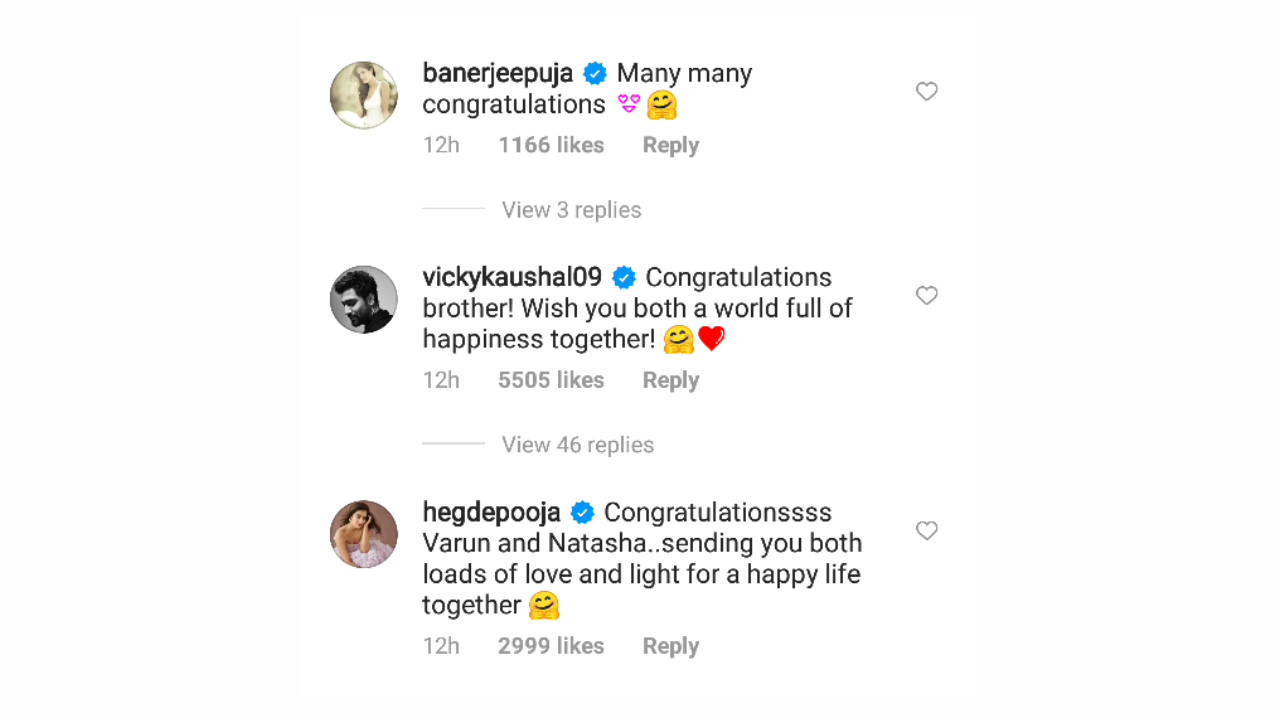 banerjeepuja Many many
congratulations 😍🤗
12h 1166 likes Reply
View 3 replies
vickykaushal09 Congratulations
brother! Wish you both a world full of
happiness together! 🤗❤️
12h 5505 likes Reply
View 46 replies
hegdepooja Congratulationssss
Varun and Natasha..sending you both
loads of love and light for a happy life
together 🤗
12h 2999 likes Reply